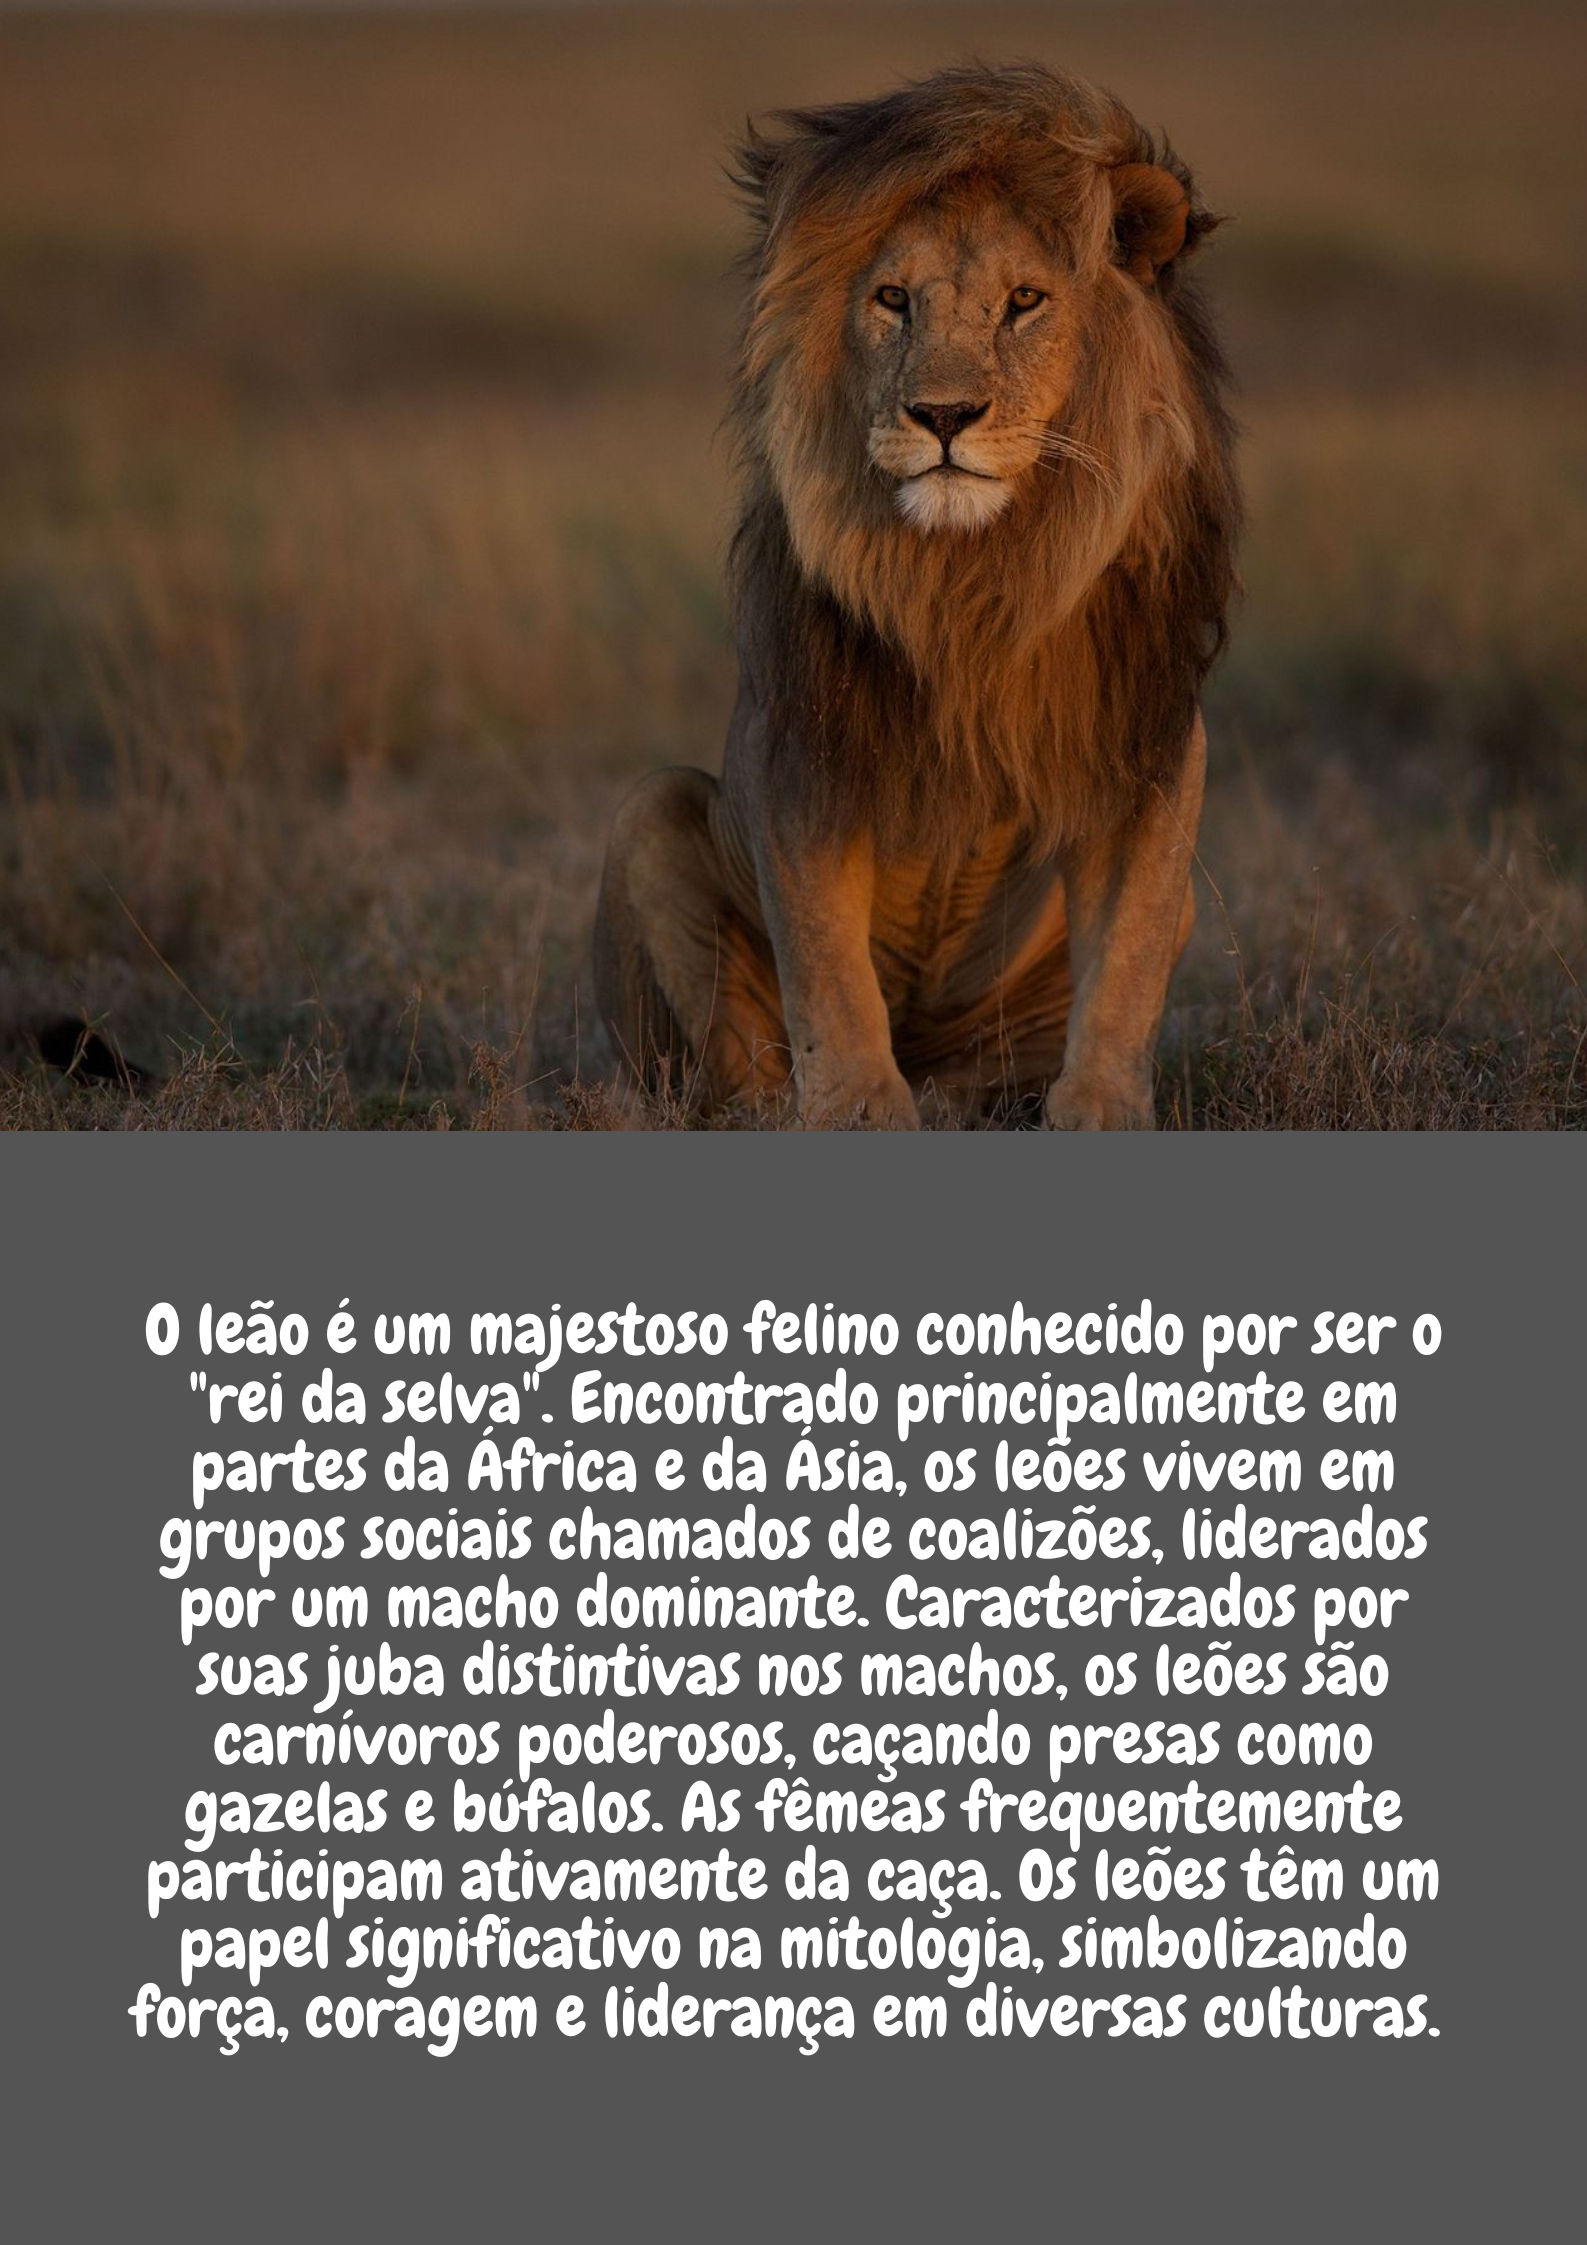 O leão é um majestoso felino conhecido por ser o
"rei da selva". Encontrado principalmente em
partes da África e da Ásia, os leões vivem em
grupos sociais chamados de coalizões, liderados
por um macho dominante. Caracterizados por
suas juba distintivas nos machos, os leões são
carnívoros poderosos, caçando presas como
gazelas e búfalos. As fêmeas frequentemente
participam ativamente da caça. Os leões têm um
papel significativo na mitologia, simbolizando
força, coragem e liderança em diversas culturas.